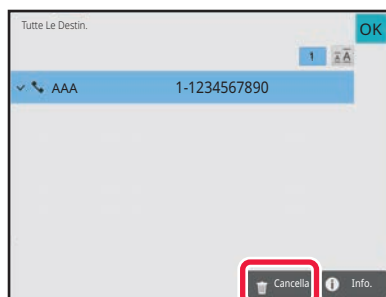 Tutte Le Destin.
OK
1
AAA 1-1234567890
Cancella Info.